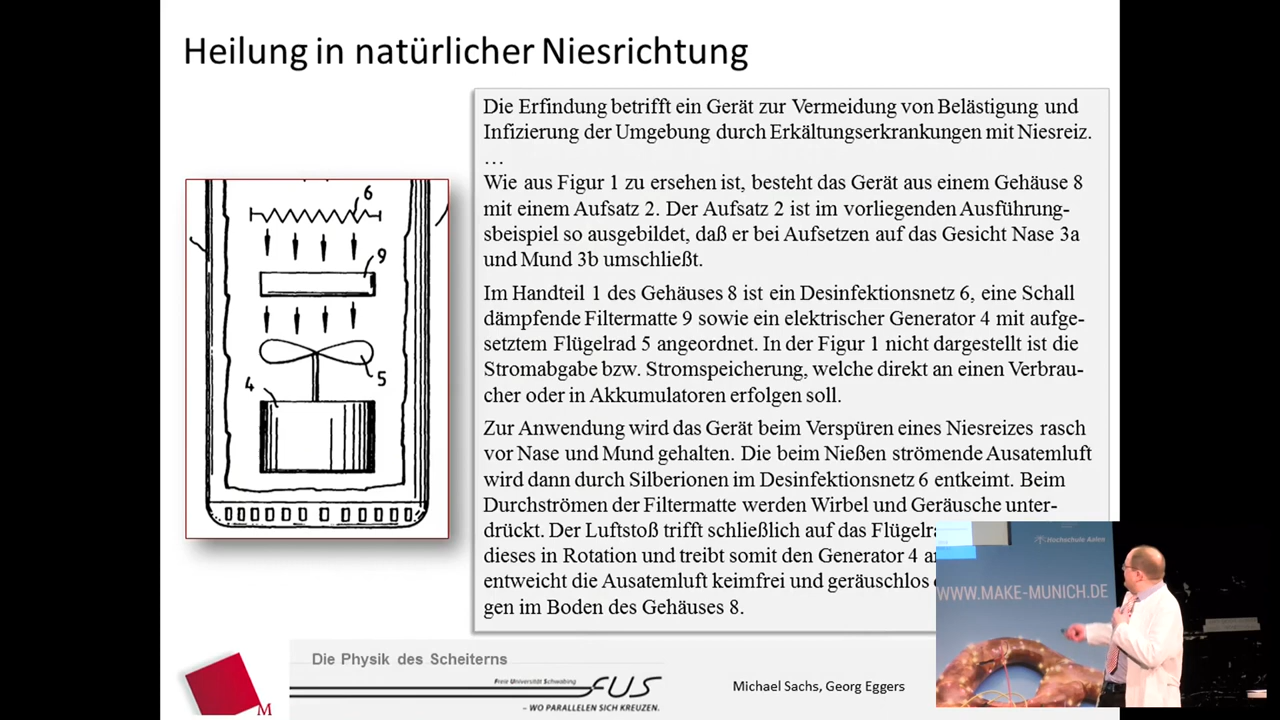 Heilung in natürlicher Niesrichtung
Die Erfindung betrifft ein Gerät zur Vermeidung von Belästigung und
Infizierung der Umgebung durch Erkältungserkrankungen mit Niesreiz.
…
Wie aus Figur 1 zu ersehen ist, besteht das Gerät aus einem Gehäuse 8
mit einem Aufsatz 2. Der Aufsatz 2 ist im vorliegenden Ausführung-
sbeispiel so ausgebildet, daß er bei Aufsetzen auf das Gesicht Nase 3a
und Mund 3b umschließt.
Im Handteil 1 des Gehäuses 8 ist ein Desinfektionsnetz 6, eine Schall
dämpfende Filtermatte 9 sowie ein elektrischer Generator 4 mit aufge-
setztem Flügelrad 5 angeordnet. In der Figur 1 nicht dargestellt ist die
Stromabgabe bzw. Stromspeicherung, welche direkt an einen Verbrau-
cher oder in Akkumulatoren erfolgen soll.
Zur Anwendung wird das Gerät beim Verspüren eines Niesreizes rasch
vor Nase und Mund gehalten. Die beim Nießen strömende Ausatemluft
wird dann durch Silberionen im Desinfektionsnetz 6 entkeimt. Beim
Durchströmen der Filtermatte werden Wirbel und Geräusche unter-
drückt. Der Luftstoß trifft schließlich auf das
dieses in Rotation und treibt somit den Generator 4
entweicht die Ausatemluft keimfrei und geräuschlos
gen im Boden des Gehäuses 8.
6
9
5
4
Hochschule Aalen
WWW.MAKE-MUNICH.DE
M
Die Physik des Scheiterns
Freie Universität Schwabing
FUS
– WO PARALLELEN SICH KREUZEN.
Michael Sachs, Georg Eggers